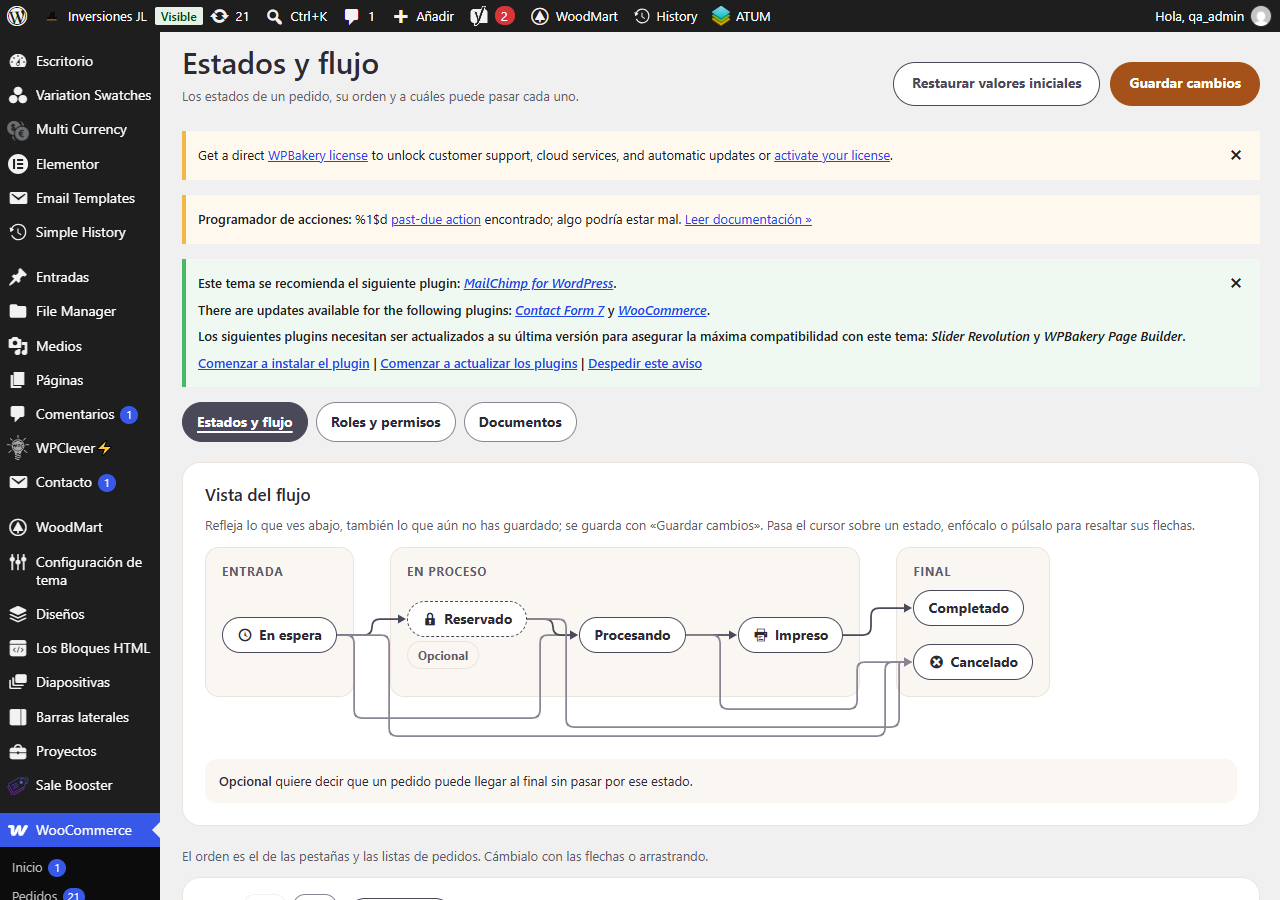 Inversiones JL Visible 21 Ctrl+K 1 Añadir 2 WoodMart History ATUM Hola, qa_admin
Escritorio
Variation Swatches
Multi Currency
Elementor
Email Templates
Simple History
Entradas
File Manager
Medios
Páginas
Comentarios 1
WPClever
Contacto 1
WoodMart
Configuración de
tema
Diseños
Los Bloques HTML
Diapositivas
Barras laterales
Proyectos
Sale Booster
WooCommerce
Inicio 1
Pedidos 21
Estados y flujo
Los estados de un pedido, su orden y a cuáles puede pasar cada uno.
Restaurar valores iniciales
Guardar cambios
Get a direct WPBakery license to unlock customer support, cloud services, and automatic updates or activate your license.
Programador de acciones: %1$d past-due action encontrado; algo podría estar mal. Leer documentación »
Este tema se recomienda el siguiente plugin: MailChimp for WordPress.
There are updates available for the following plugins: Contact Form 7 y WooCommerce.
Los siguientes plugins necesitan ser actualizados a su última versión para asegurar la máxima compatibilidad con este tema: Slider Revolution y WPBakery Page Builder.
Comenzar a instalar el plugin | Comenzar a actualizar los plugins | Despedir este aviso
Estados y flujo
Roles y permisos
Documentos
Vista del flujo
Refleja lo que ves abajo, también lo que aún no has guardado; se guarda con «Guardar cambios». Pasa el cursor sobre un estado, enfócalo o púlsalo para resaltar sus flechas.
ENTRADA
En espera
EN PROCESO
Reservado
Opcional
Procesando
Impreso
FINAL
Completado
Cancelado
Opcional quiere decir que un pedido puede llegar al final sin pasar por ese estado.
El orden es el de las pestañas y las listas de pedidos. Cámbialo con las flechas o arrastrando.